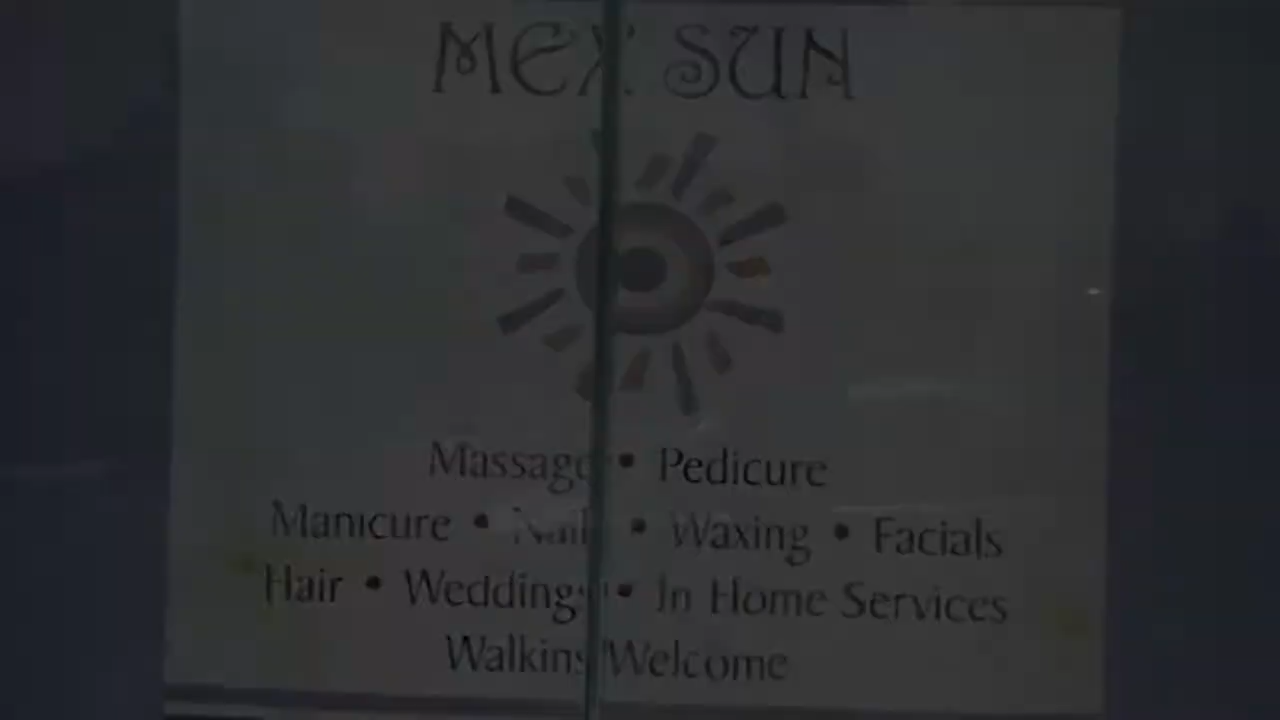 MEX SUN
Massage • Pedicure
Manicure • Nails • Waxing • Facials
Hair • Weddings • In Home Services
Walkins Welcome